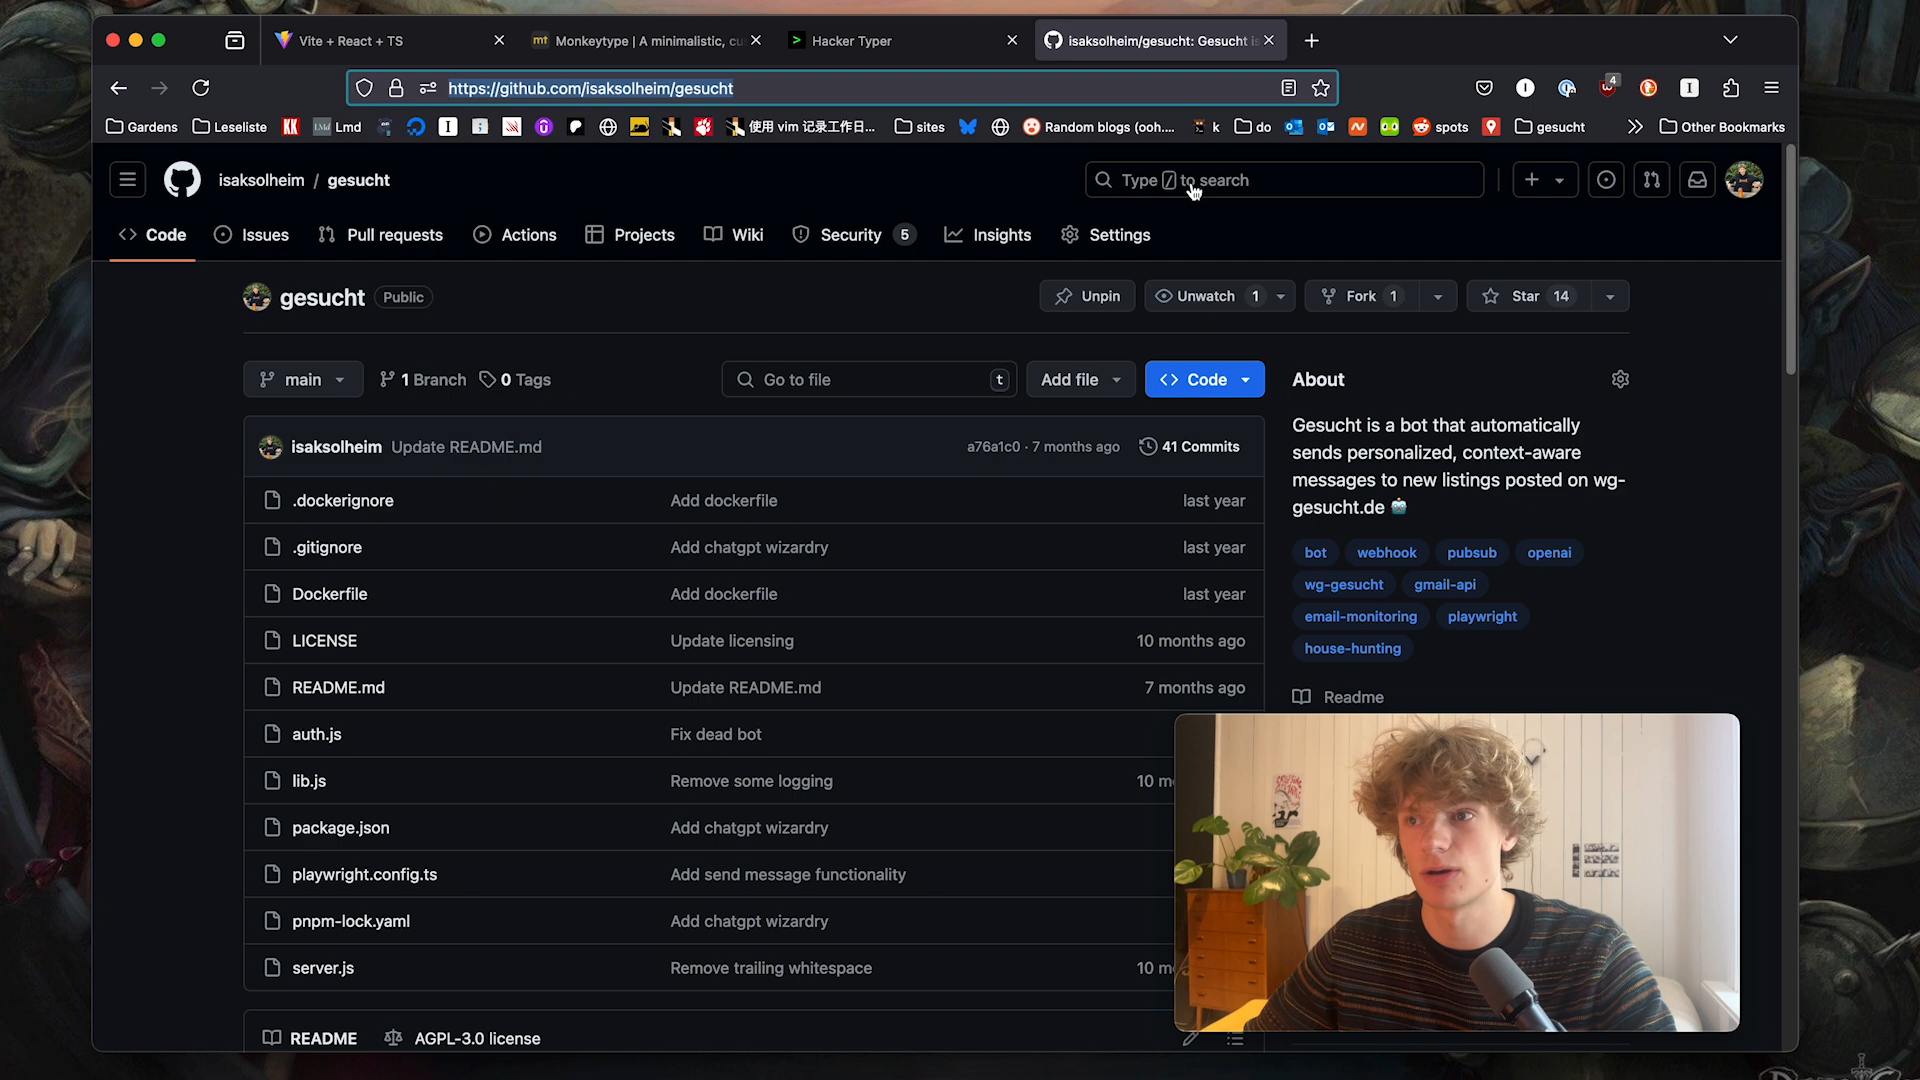 Vite + React + TS
mt Monkeytype | A minimalistic, cu
Hacker Typer
isaksolheim/gesucht: Gesucht is
https://github.com/isaksolheim/gesucht
4
Gardens
Leseliste
KK
LMd Lmd
使用 vim 记录工作日...
sites
Random blogs (ooh....
k
do
spots
gesucht
Other Bookmarks
isaksolheim / gesucht
Type / to search
Code
Issues
Pull requests
Actions
Projects
Wiki
Security 5
Insights
Settings
gesucht Public
Unpin
Unwatch 1
Fork 1
Star 14
main
1 Branch
0 Tags
Go to file t
Add file
Code
About
isaksolheim Update README.md a76a1c0 · 7 months ago 41 Commits
.dockerignore Add dockerfile last year
.gitignore Add chatgpt wizardry last year
Dockerfile Add dockerfile last year
LICENSE Update licensing 10 months ago
README.md Update README.md 7 months ago
auth.js Fix dead bot
lib.js Remove some logging 10 m
package.json Add chatgpt wizardry
playwright.config.ts Add send message functionality
pnpm-lock.yaml Add chatgpt wizardry
server.js Remove trailing whitespace 10 m
README AGPL-3.0 license
Gesucht is a bot that automatically
sends personalized, context-aware
messages to new listings posted on wg-
gesucht.de
bot webhook pubsub openai
wg-gesucht gmail-api
email-monitoring playwright
house-hunting
Readme